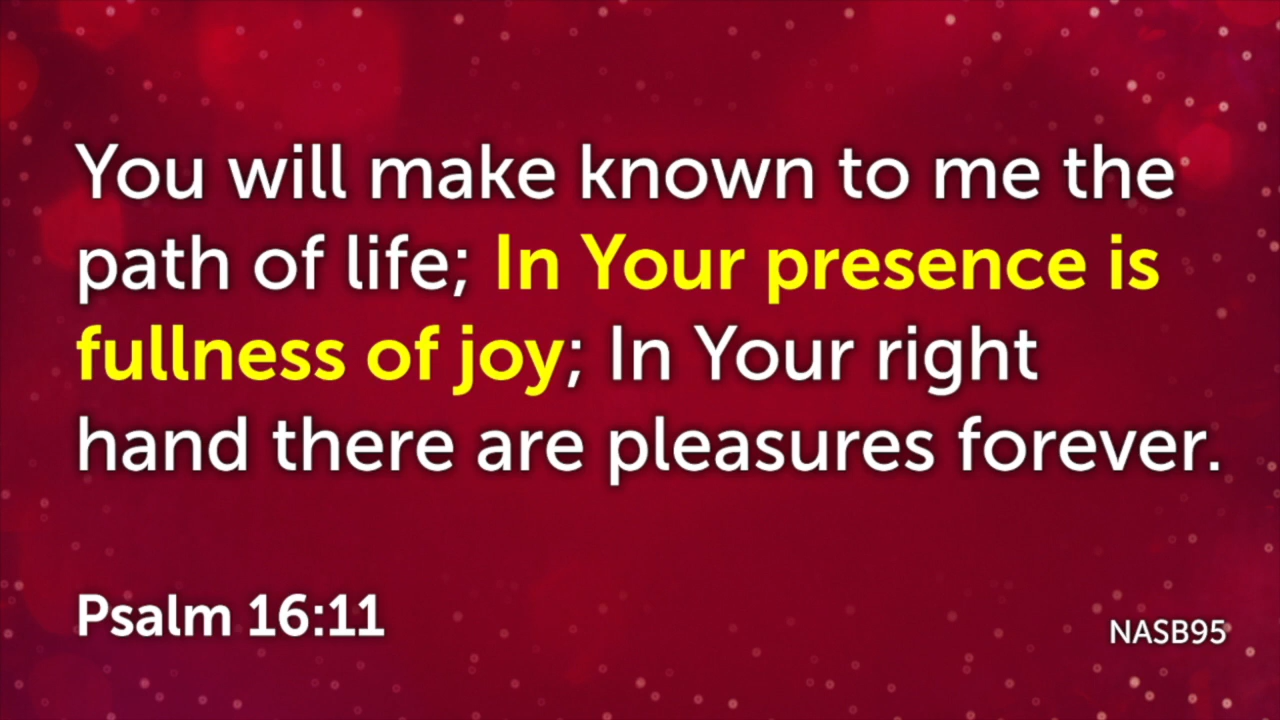 You will make known to me the
path of life; In Your presence is
fullness of joy; In Your right
hand there are pleasures forever.
Psalm 16:11
NASB95